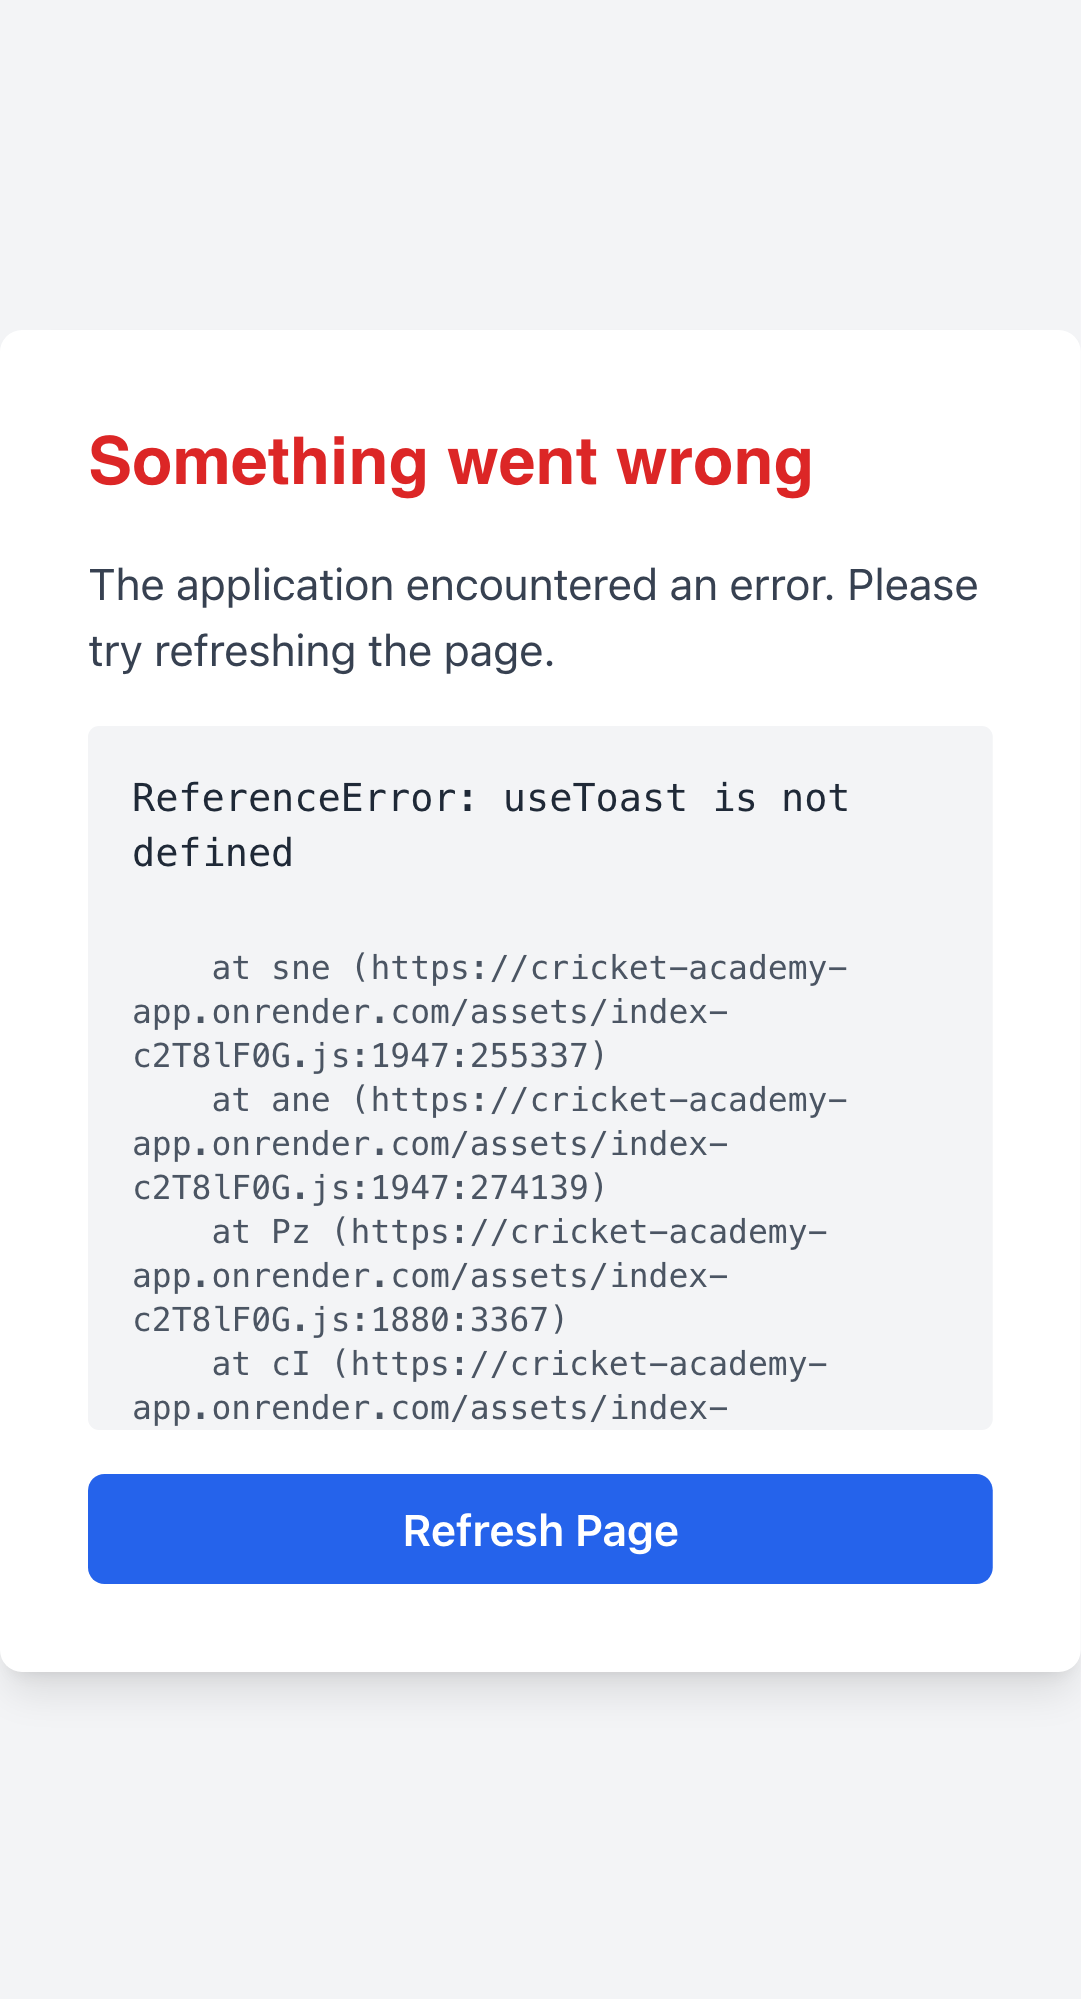 Something went wrong
The application encountered an error. Please
try refreshing the page.
ReferenceError: useToast is not
defined
at sne (https://cricket-academy-
app.onrender.com/assets/index-
c2T8lF0G.js:1947:255337)
at ane (https://cricket-academy-
app.onrender.com/assets/index-
c2T8lF0G.js:1947:274139)
at Pz (https://cricket-academy-
app.onrender.com/assets/index-
c2T8lF0G.js:1880:3367)
at cI (https://cricket-academy-
app.onrender.com/assets/index-
Refresh Page